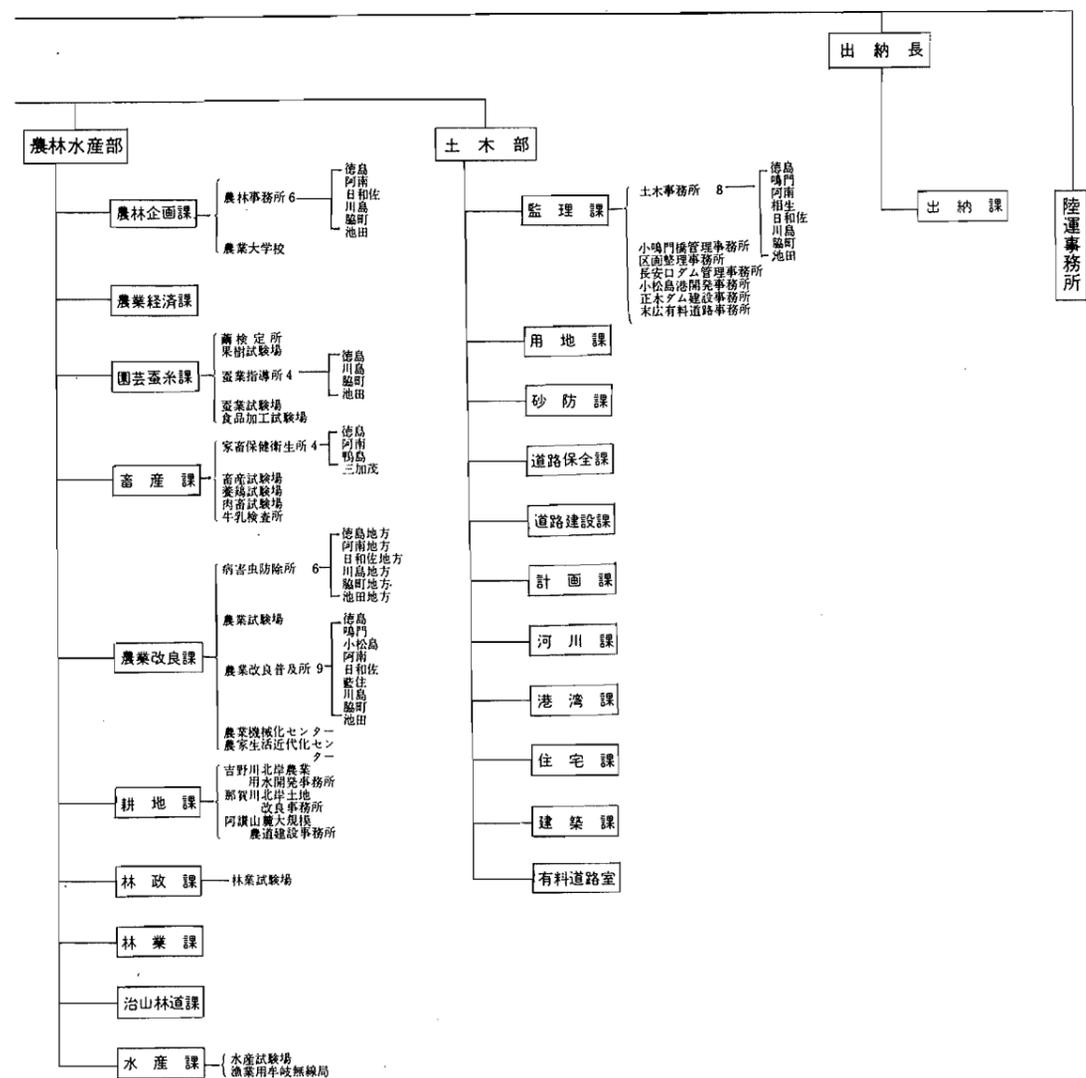 出納長
農林水産部
農林企画課
農林事務所 6
徳島
阿南
日和佐
川島
脇町
池田
農業大学校
農業経済課
園芸蚕糸課
繭検定所
果樹試験場
蚕業指導所 4
徳島
川島
脇町
池田
蚕業試験場
食品加工試験場
畜産課
家畜保健衛生所 4
徳島
阿南
鴨島
三加茂
畜産試験場
養鶏試験場
肉畜試験場
牛乳検査所
農業改良課
病害虫防除所 6
徳島地方
阿南地方
日和佐地方
川島地方
脇町地方
池田地方
農業試験場
農業改良普及所 9
徳島
鳴門
小松島
阿南
日和佐
藍住
川島
脇町
池田
農業機械化センター
農家生活近代化セン
ター
耕地課
吉野川北岸農業
用水開発事務所
那賀川北岸土地
改良事務所
阿讃山麓大規模
農道建設事務所
林政課
林業試験場
林業課
治山林道課
水産課
水産試験場
漁業用牟岐無線局
土木部
監理課
土木事務所 8
徳島
鳴門
阿南
相生
日和佐
川島
脇町
池田
小鳴門橋管理事務所
区画整理事務所
長安口ダム管理事務所
小松島港開発事務所
正木ダム建設事務所
末広有料道路事務所
用地課
砂防課
道路保全課
道路建設課
計画課
河川課
港湾課
住宅課
建築課
有料道路室
出納課
陸運事務所